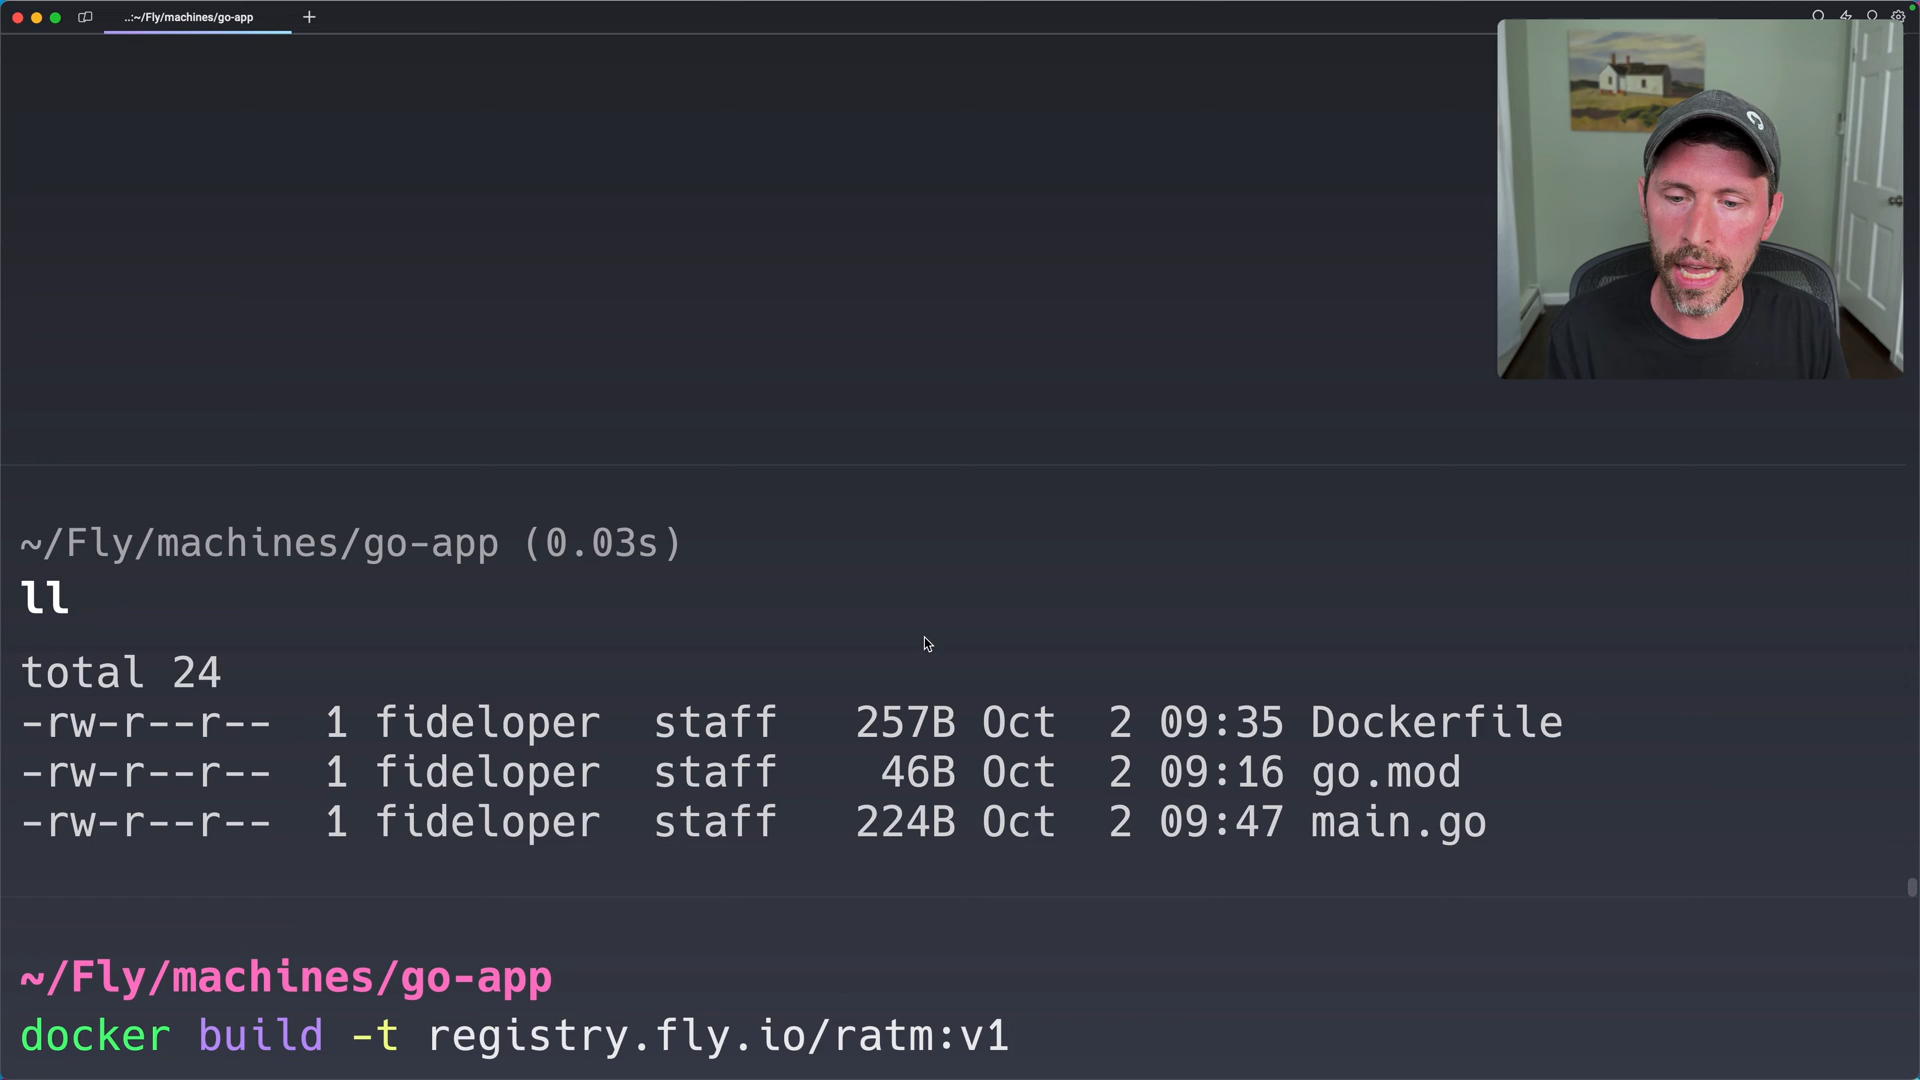 ..:~/Fly/machines/go-app
~/Fly/machines/go-app (0.03s)
ll
total 24
-rw-r--r--  1 fideloper  staff   257B Oct  2 09:35 Dockerfile
-rw-r--r--  1 fideloper  staff    46B Oct  2 09:16 go.mod
-rw-r--r--  1 fideloper  staff   224B Oct  2 09:47 main.go
~/Fly/machines/go-app
docker build -t registry.fly.io/ratm:v1